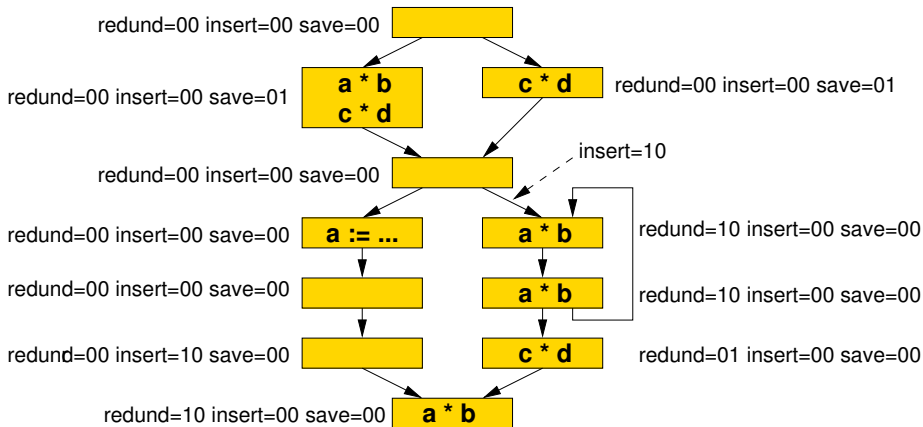 redund=00 insert=00 save=00
redund=00 insert=00 save=01
a * b
c * d
c * d
redund=00 insert=00 save=01
insert=10
redund=00 insert=00 save=00
redund=00 insert=00 save=00
a := ...
a * b
redund=10 insert=00 save=00
redund=00 insert=00 save=00
a * b
redund=10 insert=00 save=00
redund=00 insert=10 save=00
c * d
redund=01 insert=00 save=00
redund=10 insert=00 save=00
a * b